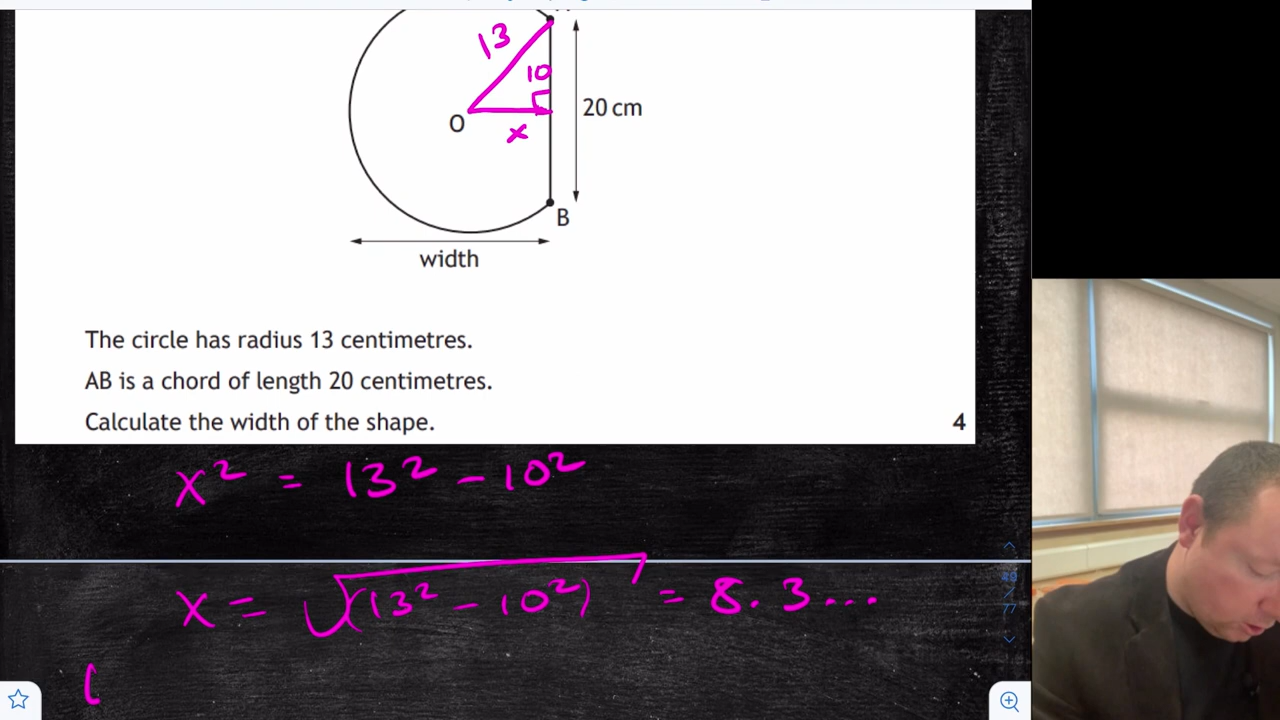 13
10
20 cm
O
x
B
width
The circle has radius 13 centimetres.
AB is a chord of length 20 centimetres.
Calculate the width of the shape.
4
x² = 13² - 10²
x = √(13² - 10²) = 8.3...
(